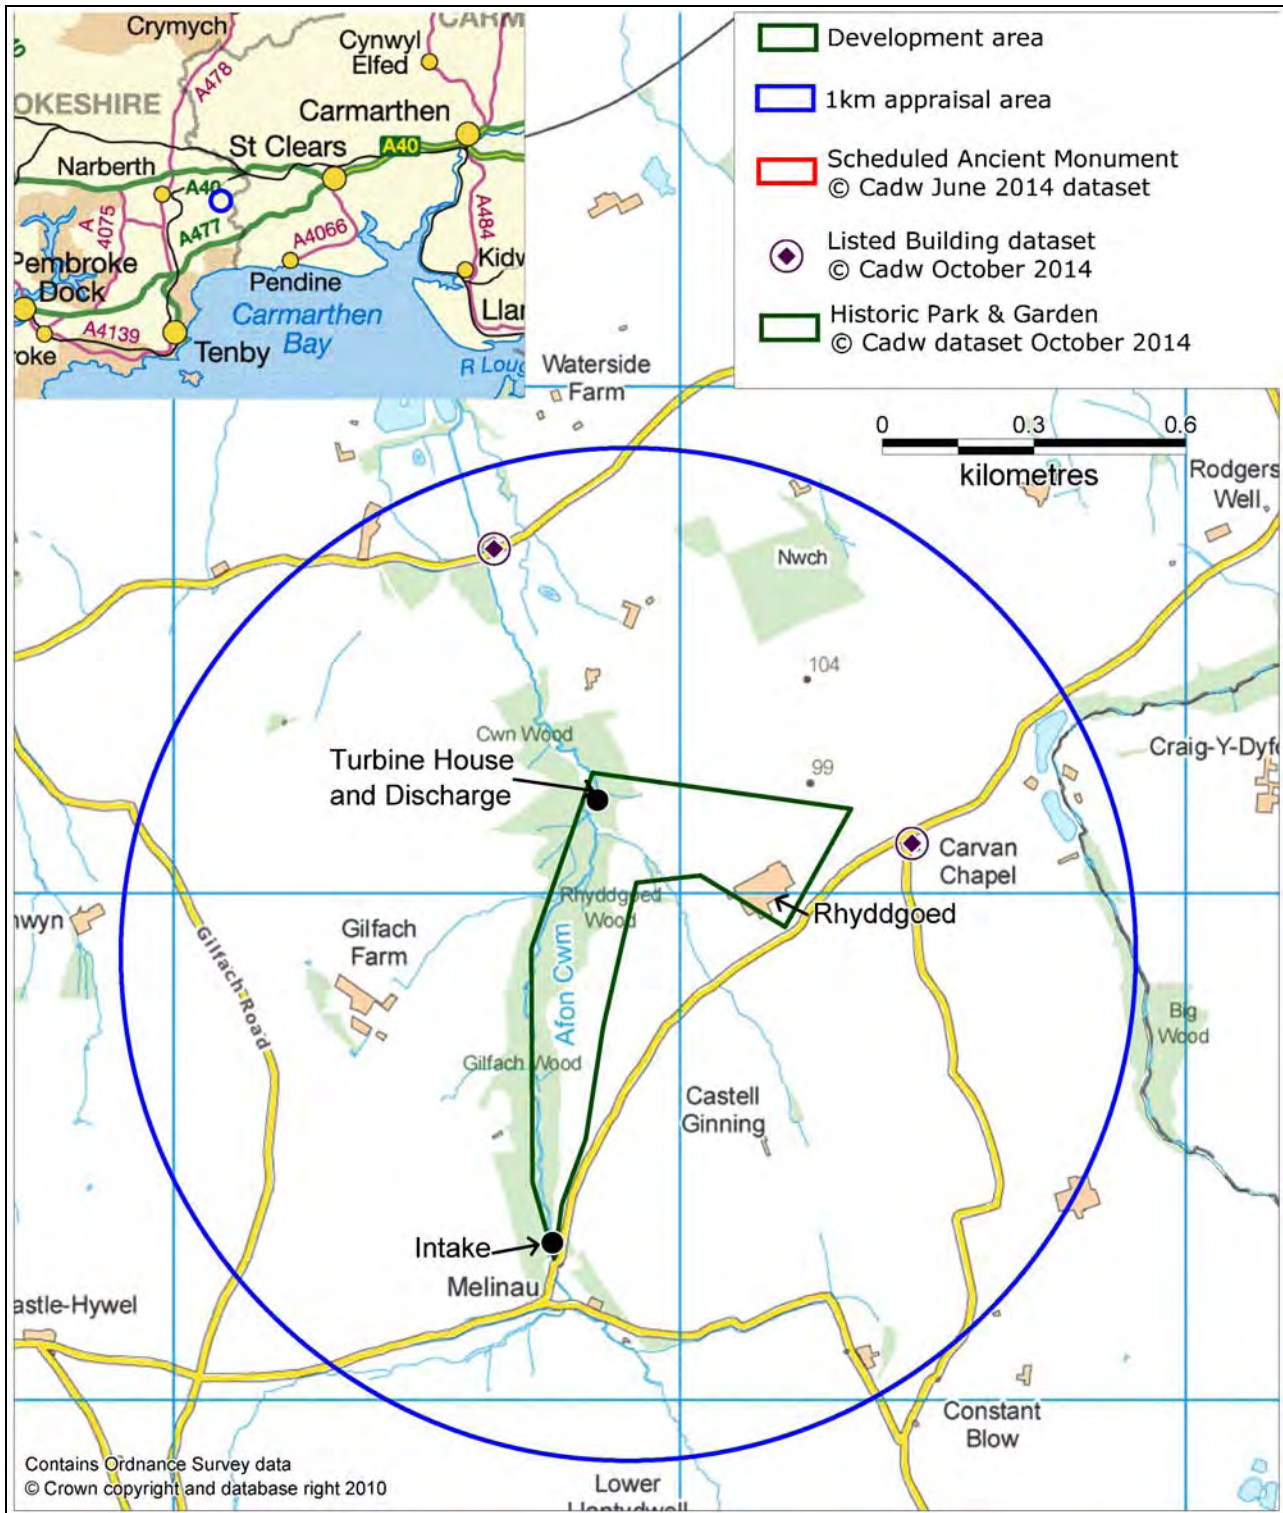 Crymych
CARM
Cynwyl
Elfed
A478
OKESHIRE
Carmarthen
St Clears
A40
Narberth
A40
A
4075
A477
A4066
A484
Pembroke
Dock
Pendine
Kidw
Carmarthen
Bay
Llan
A4139
roke
Tenby
R Loug
Development area
1km appraisal area
Scheduled Ancient Monument
© Cadw June 2014 dataset
Listed Building dataset
© Cadw October 2014
Historic Park & Garden
© Cadw dataset October 2014
Waterside
Farm
0 0.3 0.6
kilometres
Rodgers
Well
Nwch
104
Cwn Wood
Turbine House
and Discharge
99
Craig-Y-Dyf
Carvan
Chapel
Rhyddgoed
Wood
Rhyddgoed
nwyn
Gilfach
Farm
Gilfach Road
Afon Cwm
Big
Wood
Gilfach Wood
Castell
Ginning
Intake
Melinau
astle-Hywel
Constant
Blow
Contains Ordnance Survey data
© Crown copyright and database right 2010
Lower